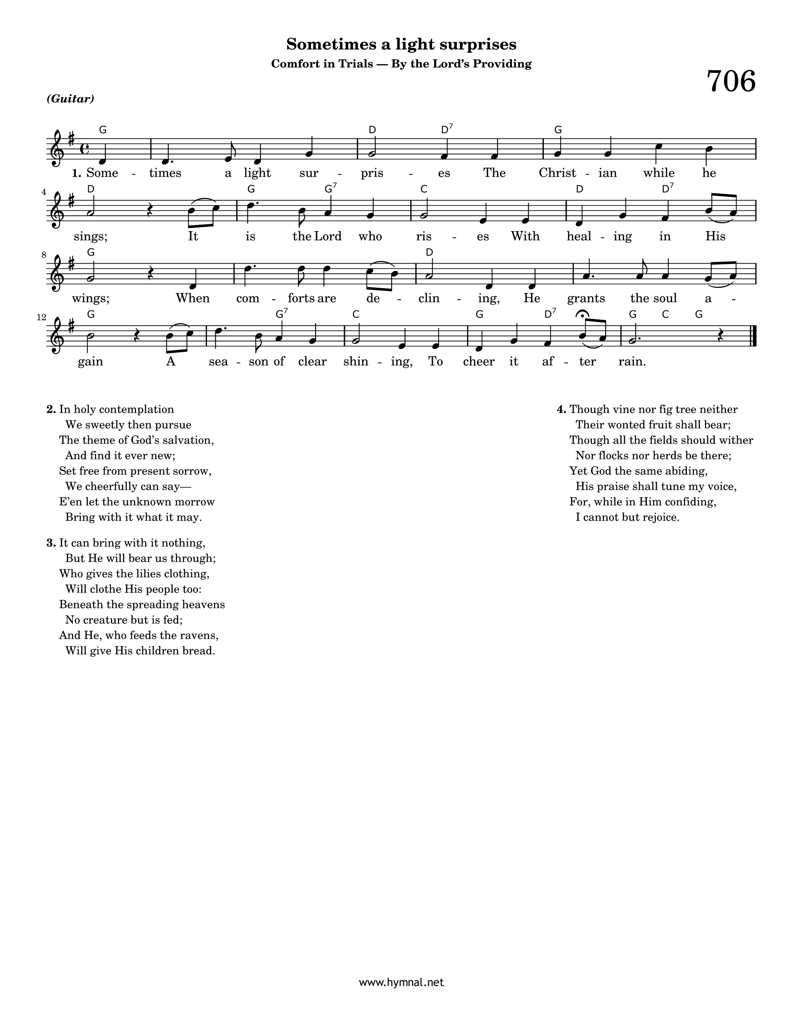 Sometimes a light surprises
Comfort in Trials — By the Lord's Providing
706
(Guitar)
G D D7 G
1. Some - times a light sur - pris - es The Christ - ian while he
4 D G G7 C D D7
sings; It is the Lord who ris - es With heal - ing in His
8 G D
wings; When com - forts are de - clin - ing, He grants the soul a -
12 G G7 C G D7 G C G
gain A sea - son of clear shin - ing, To cheer it af - ter rain.
2. In holy contemplation
We sweetly then pursue
The theme of God's salvation,
And find it ever new;
Set free from present sorrow,
We cheerfully can say—
E'en let the unknown morrow
Bring with it what it may.
3. It can bring with it nothing,
But He will bear us through;
Who gives the lilies clothing,
Will clothe His people too:
Beneath the spreading heavens
No creature but is fed;
And He, who feeds the ravens,
Will give His children bread.
4. Though vine nor fig tree neither
Their wonted fruit shall bear;
Though all the fields should wither
Nor flocks nor herds be there;
Yet God the same abiding,
His praise shall tune my voice,
For, while in Him confiding,
I cannot but rejoice.
www.hymnal.net